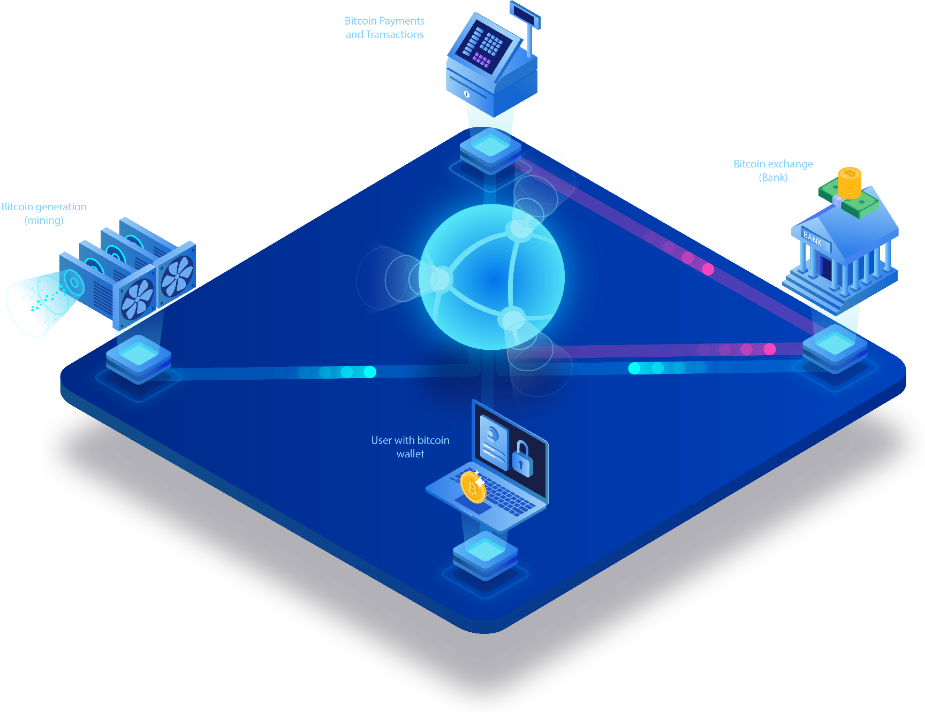 Bitcoin Payments
and Transactions
Bitcoin exchange
(Bank)
BANK
Bitcoin generation
(mining)
User with bitcoin
wallet